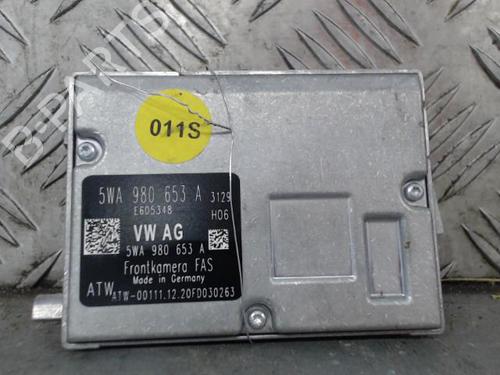 B-PARTS
011S
5WA 980 653 A 3129
E605348 H06
VW AG
5WA 980 653 A
Frontkamera FAS
Made in Germany
ATW ATW-00111.12.20FD030263